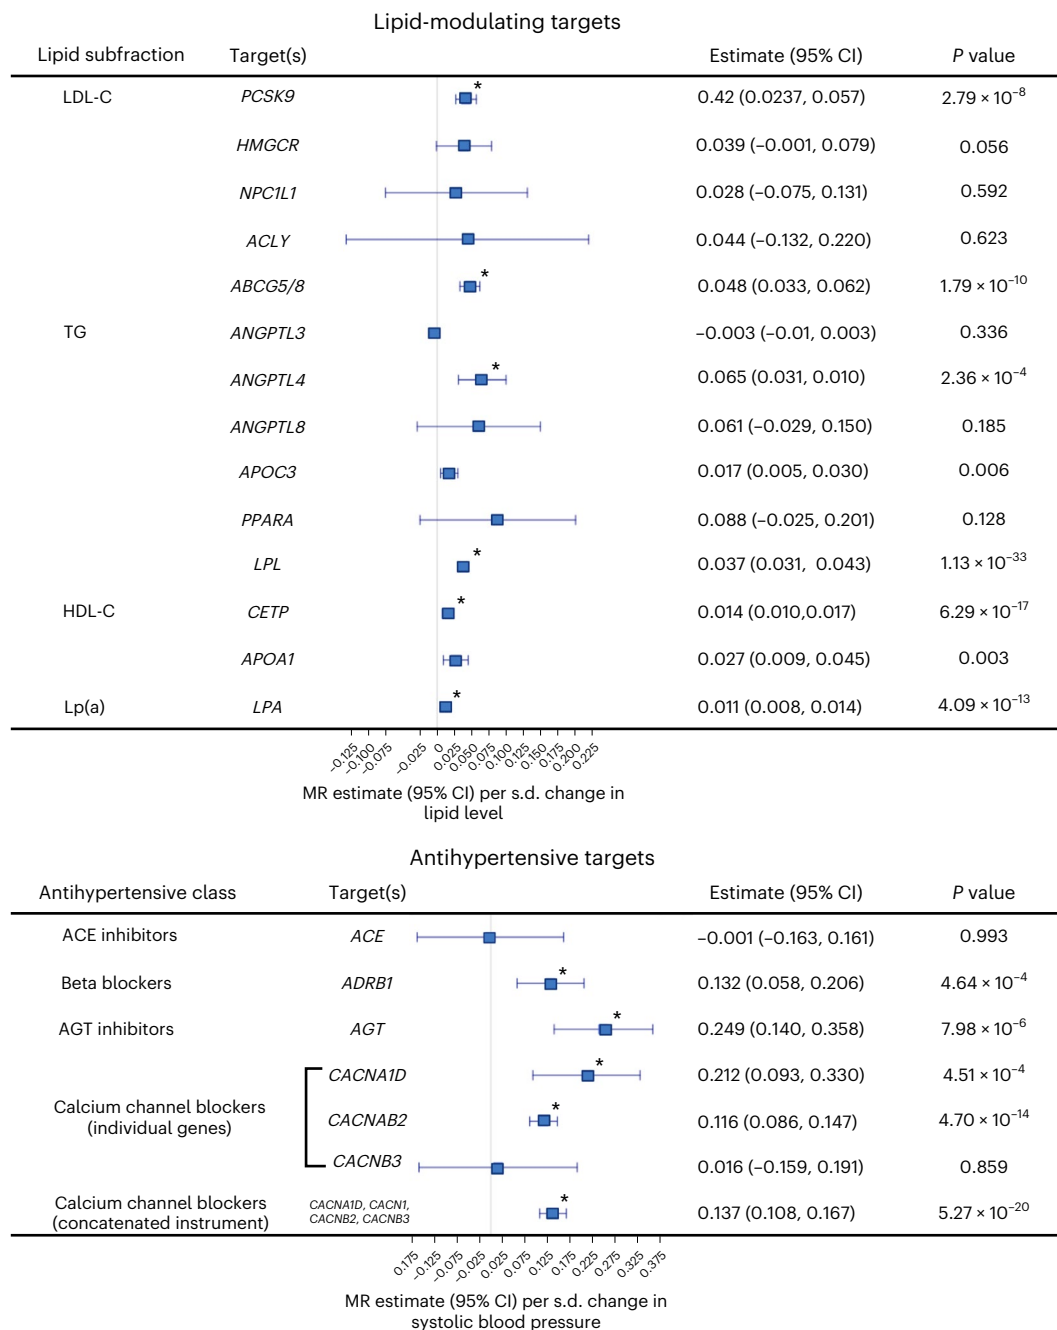 Lipid-modulating targets
Lipid subfraction Target(s) Estimate (95% CI) P value
LDL-C PCSK9 * 0.42 (0.0237, 0.057) 2.79 × 10⁻⁸
HMGCR 0.039 (−0.001, 0.079) 0.056
NPC1L1 0.028 (−0.075, 0.131) 0.592
ACLY 0.044 (−0.132, 0.220) 0.623
ABCG5/8 * 0.048 (0.033, 0.062) 1.79 × 10⁻¹⁰
TG ANGPTL3 −0.003 (−0.01, 0.003) 0.336
ANGPTL4 * 0.065 (0.031, 0.010) 2.36 × 10⁻⁴
ANGPTL8 0.061 (−0.029, 0.150) 0.185
APOC3 0.017 (0.005, 0.030) 0.006
PPARA 0.088 (−0.025, 0.201) 0.128
LPL * 0.037 (0.031, 0.043) 1.13 × 10⁻³³
HDL-C CETP * 0.014 (0.010,0.017) 6.29 × 10⁻¹⁷
APOA1 0.027 (0.009, 0.045) 0.003
Lp(a) LPA * 0.011 (0.008, 0.014) 4.09 × 10⁻¹³
−0.125 −0.100 −0.075 −0.025 0 0.025 0.050 0.075 0.100 0.125 0.150 0.175 0.200 0.225
MR estimate (95% CI) per s.d. change in
lipid level
Antihypertensive targets
Antihypertensive class Target(s) Estimate (95% CI) P value
ACE inhibitors ACE −0.001 (−0.163, 0.161) 0.993
Beta blockers ADRB1 * 0.132 (0.058, 0.206) 4.64 × 10⁻⁴
AGT inhibitors AGT * 0.249 (0.140, 0.358) 7.98 × 10⁻⁶
CACNA1D * 0.212 (0.093, 0.330) 4.51 × 10⁻⁴
Calcium channel blockers
(individual genes)
CACNAB2 * 0.116 (0.086, 0.147) 4.70 × 10⁻¹⁴
CACNB3 0.016 (−0.159, 0.191) 0.859
Calcium channel blockers
(concatenated instrument)
CACNA1D, CACN1,
CACNB2, CACNB3
* 0.137 (0.108, 0.167) 5.27 × 10⁻²⁰
0.175 −0.125 −0.075 −0.025 0.025 0.075 0.125 0.175 0.225 0.275 0.325 0.375
MR estimate (95% CI) per s.d. change in
systolic blood pressure